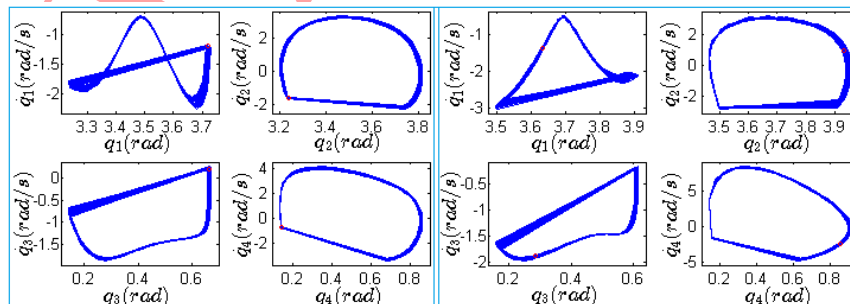 q̇1(rad/s)
-1
-1.5
-2
3.3 3.4 3.5 3.6 3.7
q1(rad)
q̇2(rad/s)
2
0
-2
3.2 3.4 3.6 3.8
q2(rad)
q̇1(rad/s)
-1
-2
-3
3.5 3.6 3.7 3.8 3.9
q1(rad)
q̇2(rad/s)
2
0
-2
3.5 3.6 3.7 3.8 3.9
q2(rad)
q̇3(rad/s)
0
-0.5
-1
-1.5
0.2 0.4 0.6
q3(rad)
q̇4(rad/s)
4
2
0
-2
0.2 0.4 0.6 0.8
q4(rad)
q̇3(rad/s)
-0.5
-1
-1.5
-2
0.2 0.4 0.6
q3(rad)
q̇4(rad/s)
5
0
-5
0.2 0.4 0.6 0.8
q4(rad)